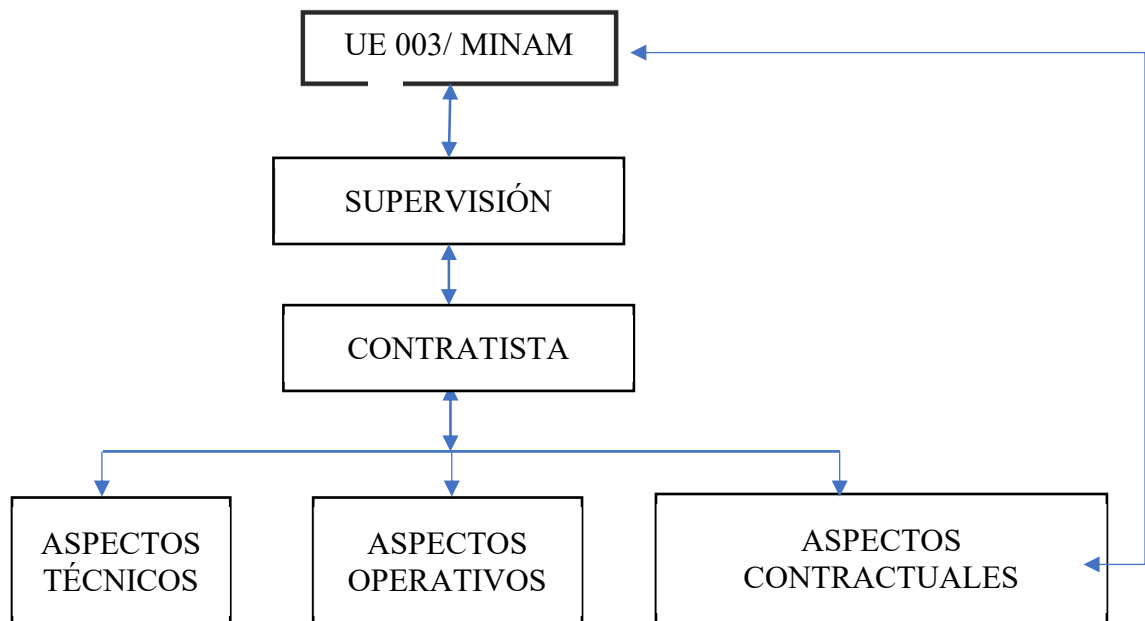 UE 003/ MINAM
SUPERVISIÓN
CONTRATISTA
ASPECTOS
TÉCNICOS
ASPECTOS
OPERATIVOS
ASPECTOS
CONTRACTUALES